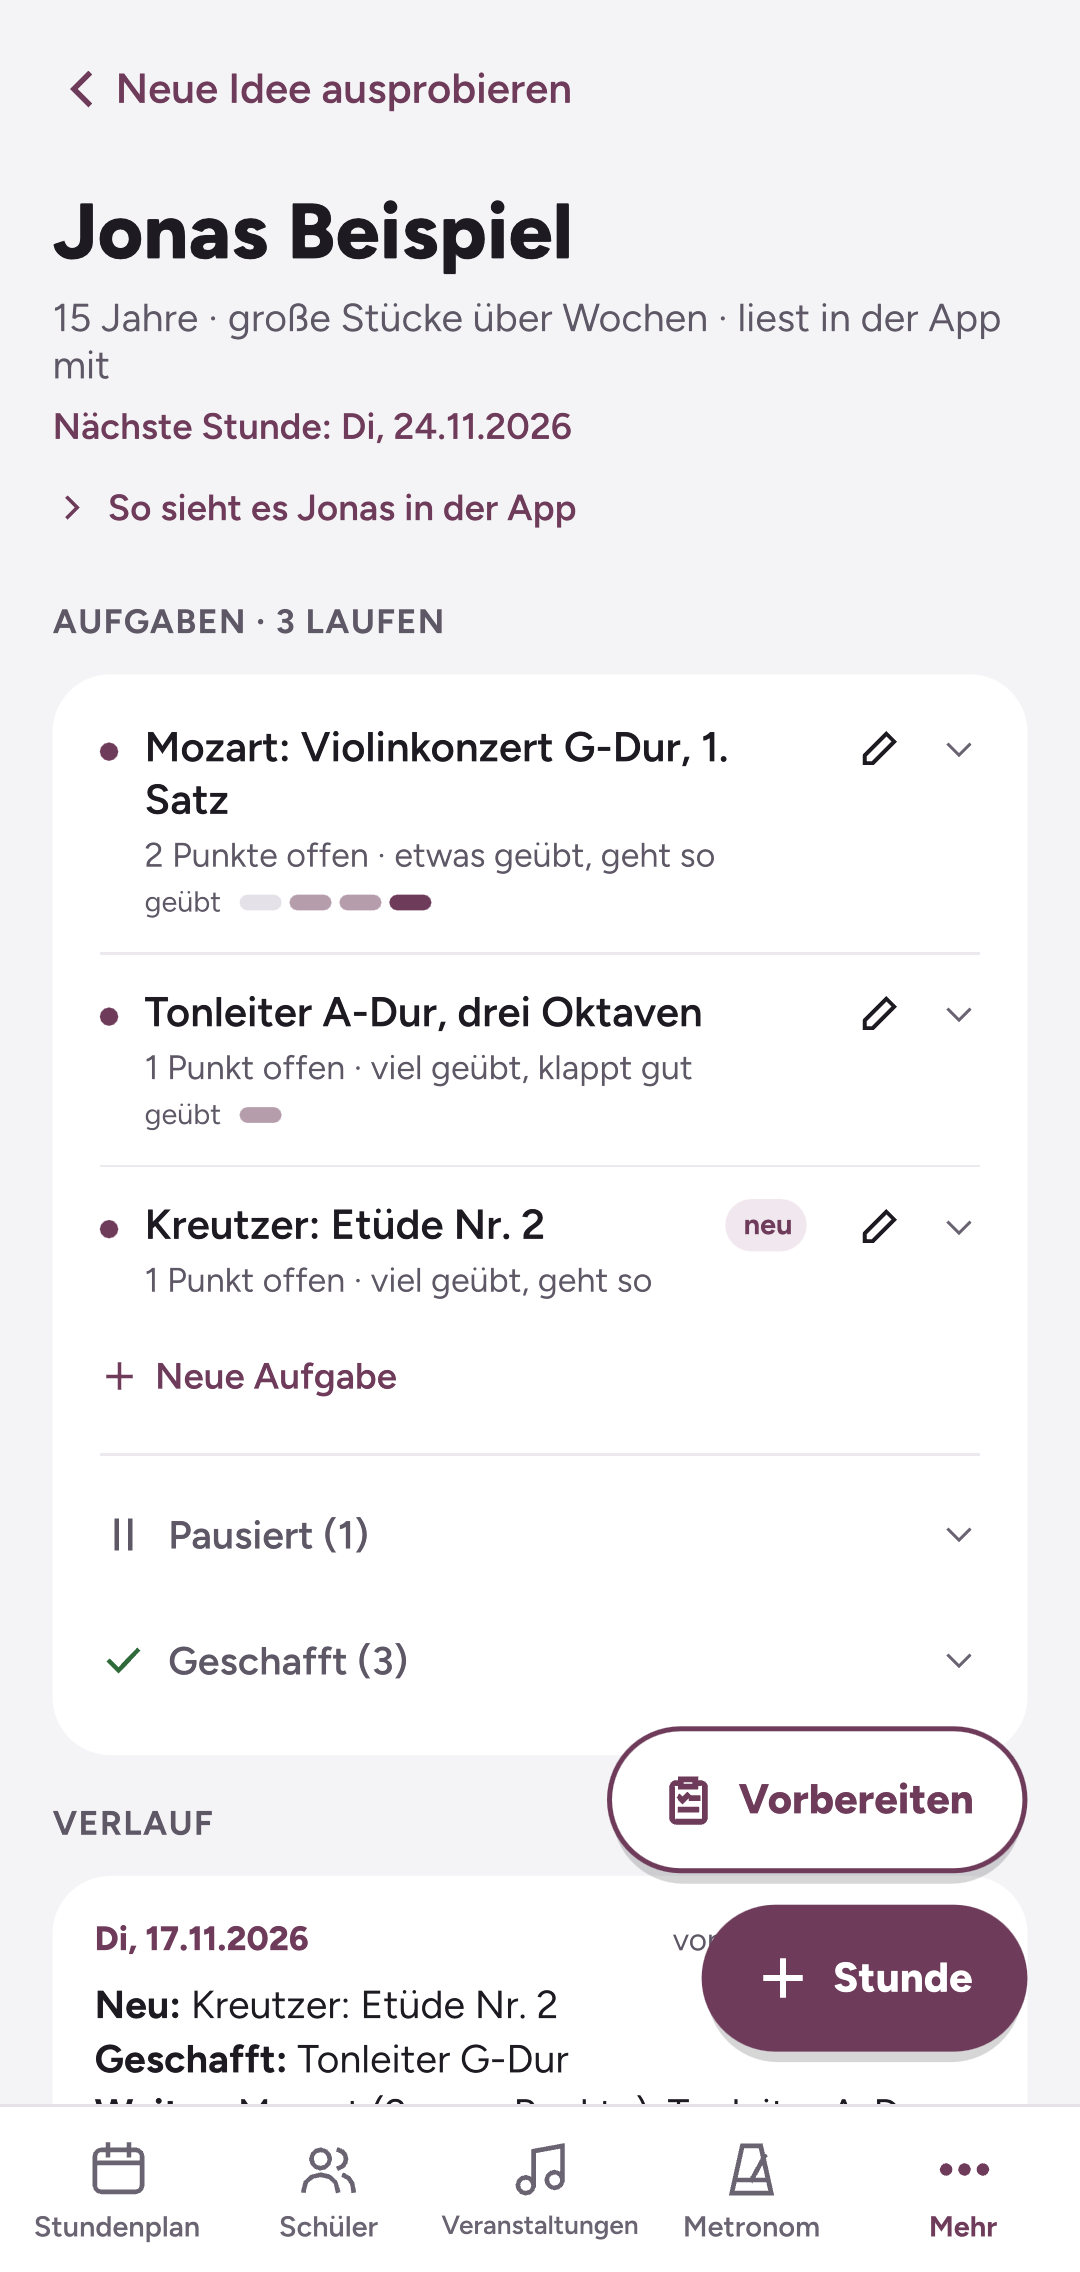 Neue Idee ausprobieren
Jonas Beispiel
15 Jahre · große Stücke über Wochen · liest in der App
mit
Nächste Stunde: Di, 24.11.2026
So sieht es Jonas in der App
AUFGABEN · 3 LAUFEN
Mozart: Violinkonzert G-Dur, 1.
Satz
2 Punkte offen · etwas geübt, geht so
geübt
Tonleiter A-Dur, drei Oktaven
1 Punkt offen · viel geübt, klappt gut
geübt
Kreutzer: Etüde Nr. 2 neu
1 Punkt offen · viel geübt, geht so
+ Neue Aufgabe
Pausiert (1)
Geschafft (3)
Vorbereiten
VERLAUF
Di, 17.11.2026
+ Stunde
Neu: Kreutzer: Etüde Nr. 2
Geschafft: Tonleiter G-Dur
Stundenplan
Schüler
Veranstaltungen
Metronom
Mehr